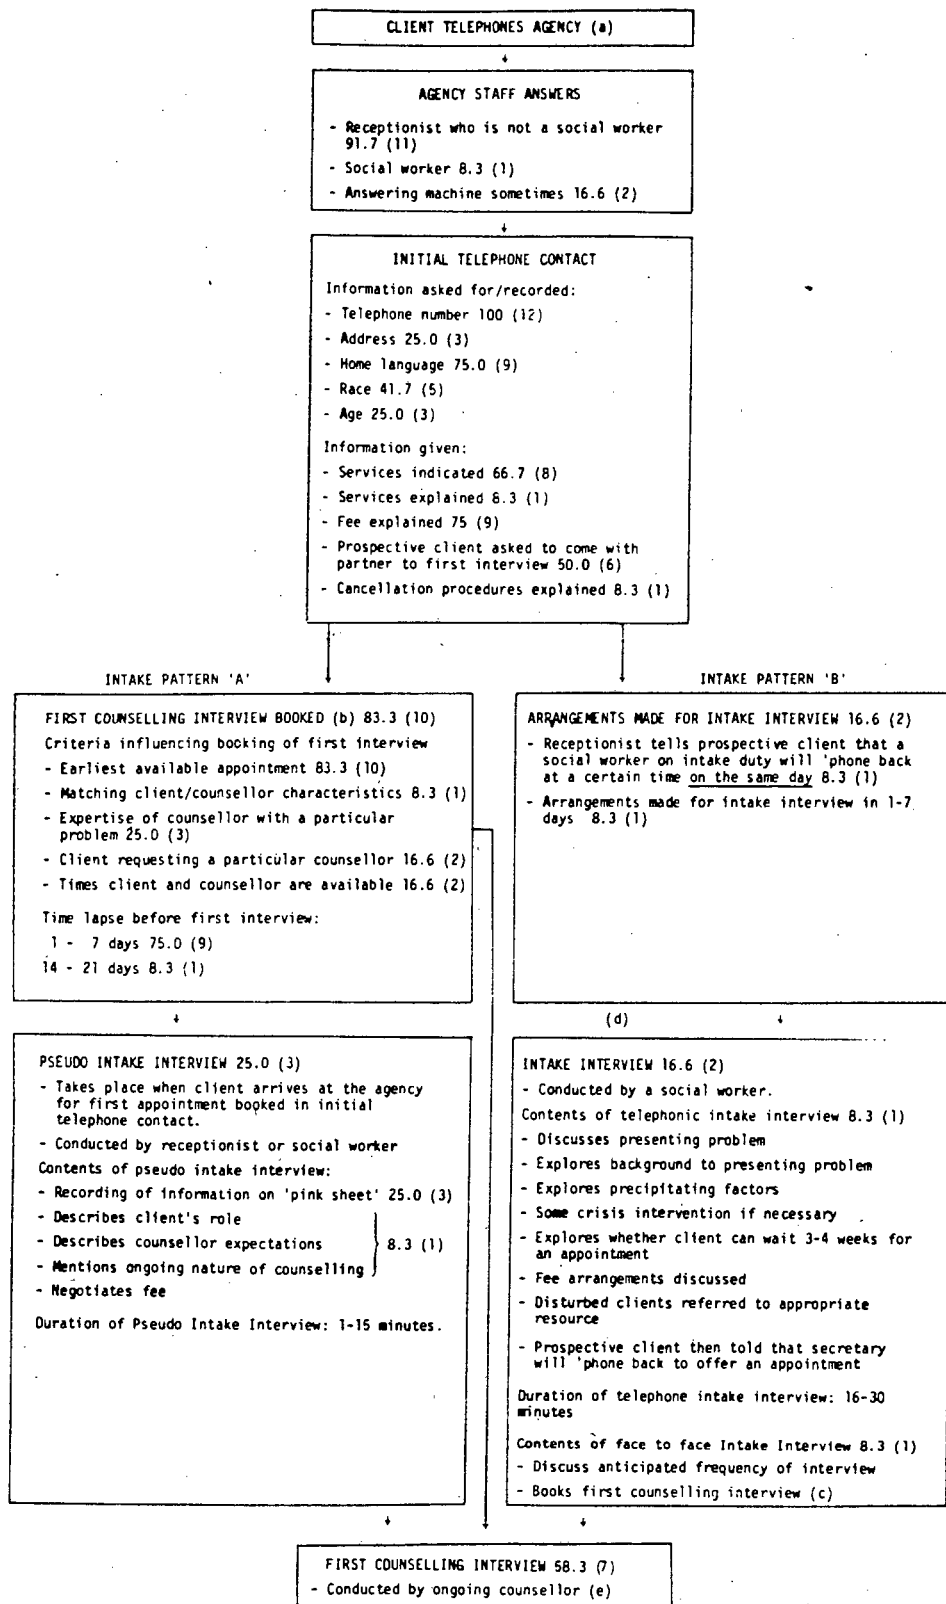 CLIENT TELEPHONES AGENCY (a)
AGENCY STAFF ANSWERS
- Receptionist who is not a social worker
91.7 (11)
- Social worker 8.3 (1)
- Answering machine sometimes 16.6 (2)
INITIAL TELEPHONE CONTACT
Information asked for/recorded:
- Telephone number 100 (12)
- Address 25.0 (3)
- Home language 75.0 (9)
- Race 41.7 (5)
- Age 25.0 (3)
Information given:
- Services indicated 66.7 (8)
- Services explained 8.3 (1)
- Fee explained 75 (9)
- Prospective client asked to come with
partner to first interview 50.0 (6)
- Cancellation procedures explained 8.3 (1)
INTAKE PATTERN 'A'
FIRST COUNSELLING INTERVIEW BOOKED (b) 83.3 (10)
Criteria influencing booking of first interview
- Earliest available appointment 83.3 (10)
- Matching client/counsellor characteristics 8.3 (1)
- Expertise of counsellor with a particular
problem 25.0 (3)
- Client requesting a particular counsellor 16.6 (2)
- Times client and counsellor are available 16.6 (2)
Time lapse before first interview:
1 - 7 days 75.0 (9)
14 - 21 days 8.3 (1)
INTAKE PATTERN 'B'
ARRANGEMENTS MADE FOR INTAKE INTERVIEW 16.6 (2)
- Receptionist tells prospective client that a
social worker on intake duty will 'phone back
at a certain time on the same day 8.3 (1)
- Arrangements made for intake interview in 1-7
days 8.3 (1)
PSEUDO INTAKE INTERVIEW 25.0 (3)
- Takes place when client arrives at the agency
for first appointment booked in initial
telephone contact.
- Conducted by receptionist or social worker
Contents of pseudo intake interview:
- Recording of information on 'pink sheet' 25.0 (3)
- Describes client's role
- Describes counsellor expectations
8.3 (1)
- Mentions ongoing nature of counselling
- Negotiates fee
Duration of Pseudo Intake Interview: 1-15 minutes.
(d)
INTAKE INTERVIEW 16.6 (2)
- Conducted by a social worker.
Contents of telephonic intake interview 8.3 (1)
- Discusses presenting problem
- Explores background to presenting problem
- Explores precipitating factors
- Some crisis intervention if necessary
- Explores whether client can wait 3-4 weeks for
an appointment
- Fee arrangements discussed
- Disturbed clients referred to appropriate
resource
- Prospective client then told that secretary
will 'phone back to offer an appointment
Duration of telephone intake interview: 16-30
minutes
Contents of face to face Intake Interview 8.3 (1)
- Discuss anticipated frequency of interview
- Books first counselling interview (c)
FIRST COUNSELLING INTERVIEW 58.3 (7)
- Conducted by ongoing counsellor (e)